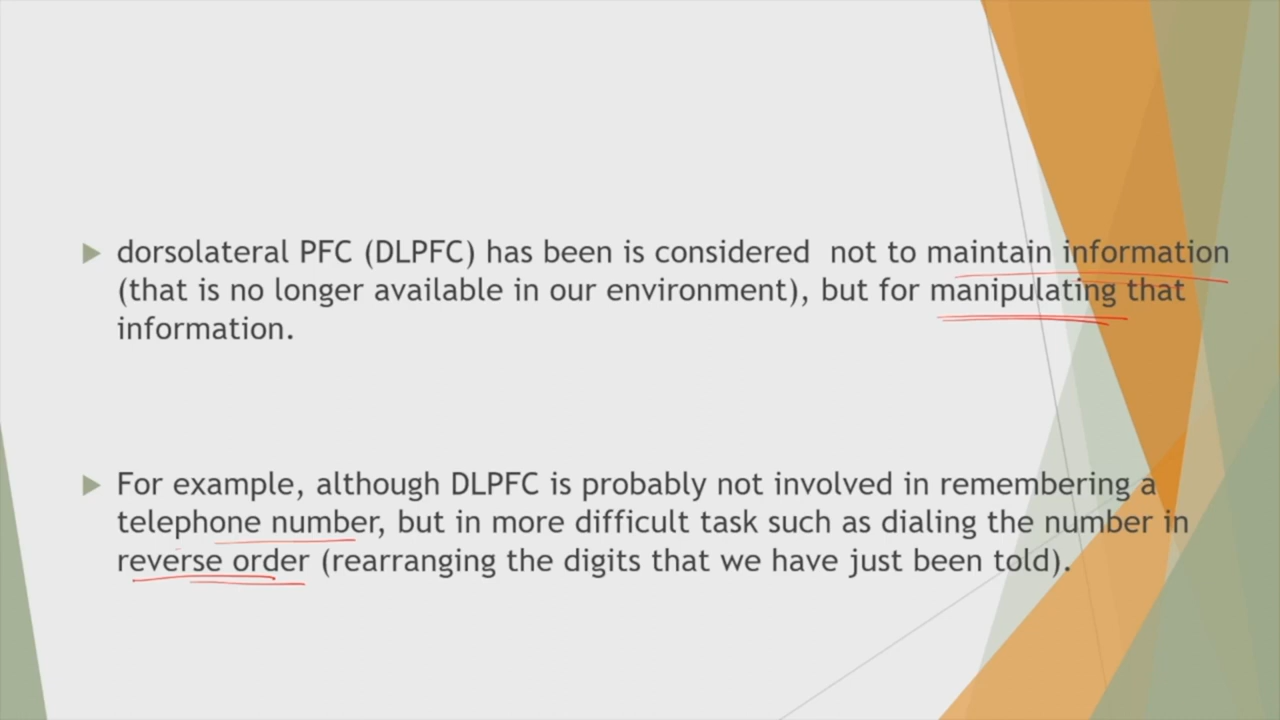 dorsolateral PFC (DLPFC) has been is considered not to maintain information
(that is no longer available in our environment), but for manipulating that
information.
For example, although DLPFC is probably not involved in remembering a
telephone number, but in more difficult task such as dialing the number in
reverse order (rearranging the digits that we have just been told).